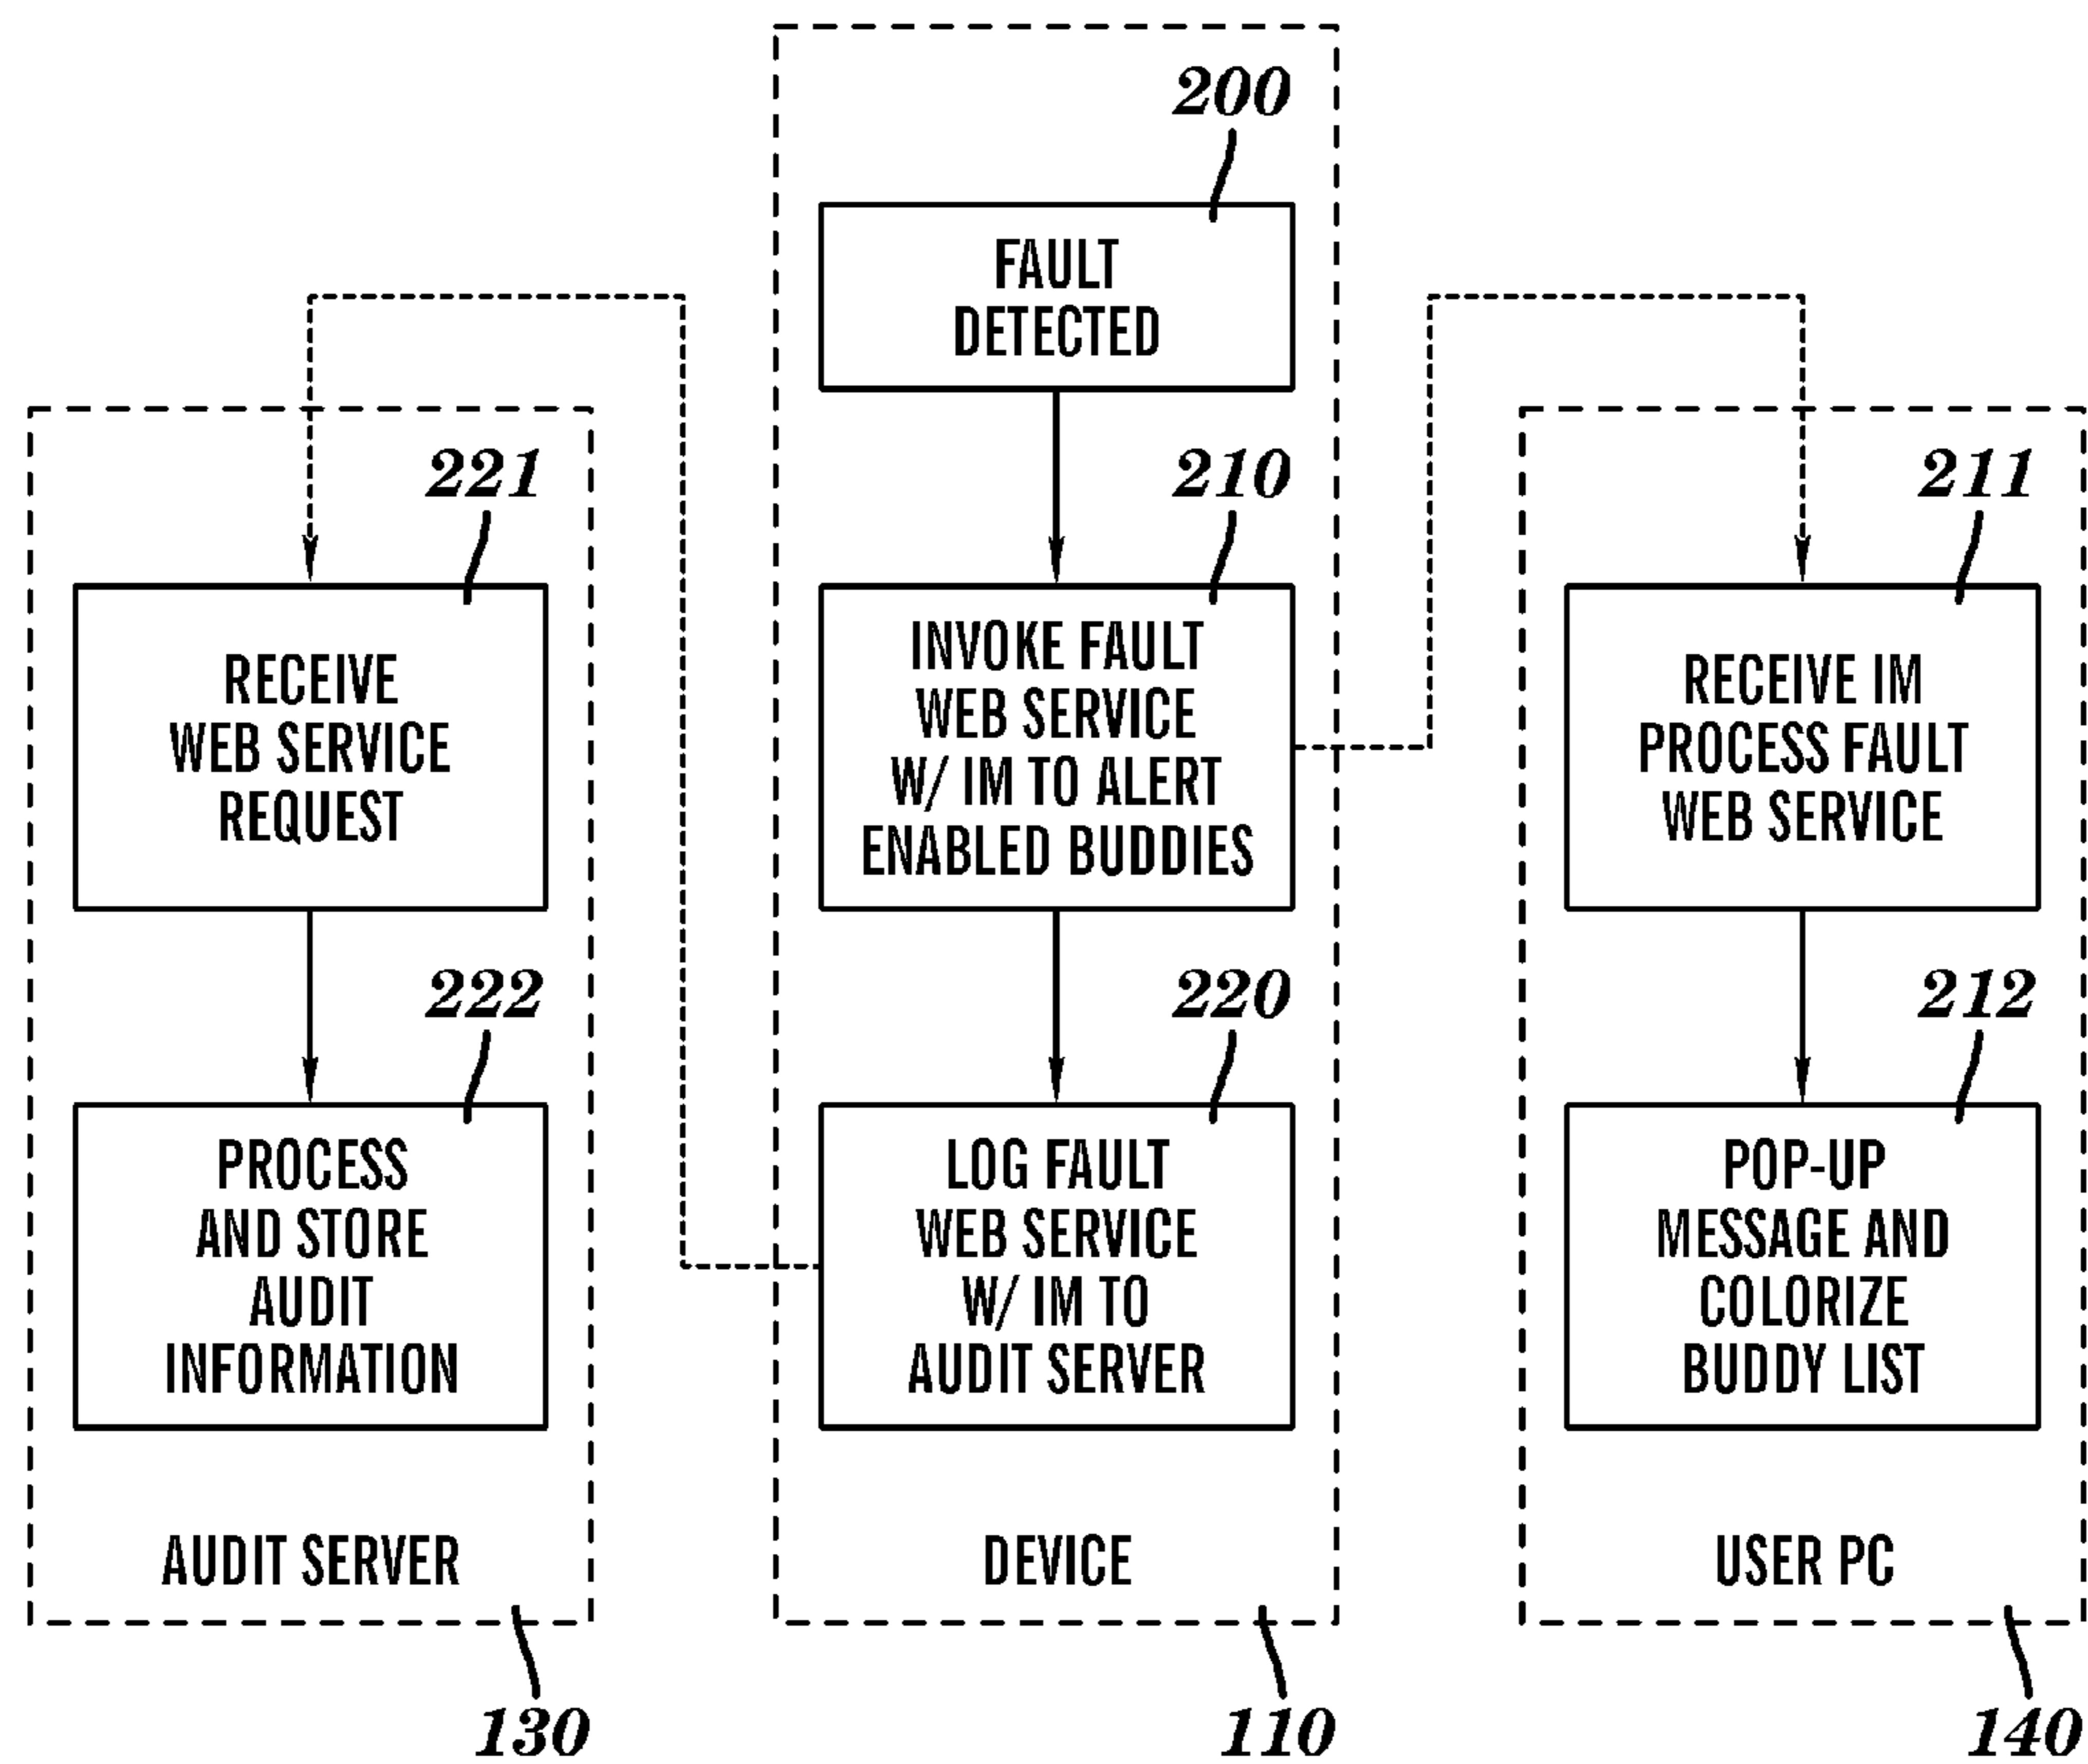 200
FAULT
DETECTED
221
RECEIVE
WEB SERVICE
REQUEST
222
PROCESS
AND STORE
AUDIT
INFORMATION
AUDIT SERVER
130
210
INVOKE FAULT
WEB SERVICE
W/ IM TO ALERT
ENABLED BUDDIES
220
LOG FAULT
WEB SERVICE
W/ IM TO
AUDIT SERVER
DEVICE
110
211
RECEIVE IM
PROCESS FAULT
WEB SERVICE
212
POP-UP
MESSAGE AND
COLORIZE
BUDDY LIST
USER PC
140